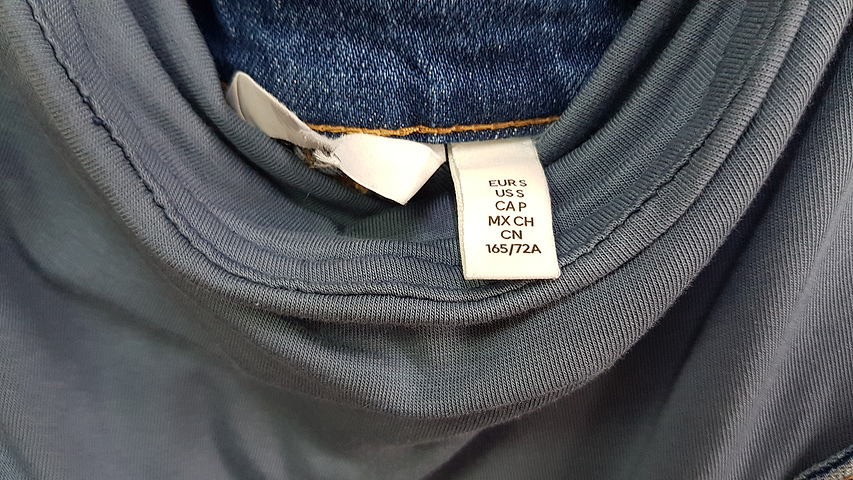 EUR S
US S
CA P
MX CH
CN
165/72A